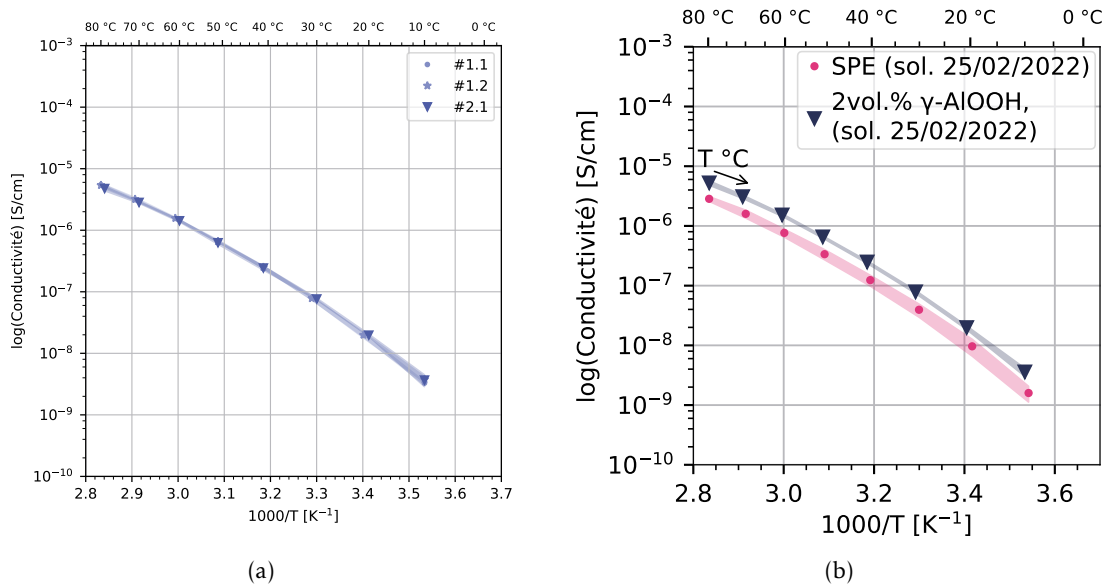 80 °C 70 °C 60 °C 50 °C 40 °C 30 °C 20 °C 10 °C 0 °C
10⁻³
10⁻⁴
10⁻⁵
10⁻⁶
10⁻⁷
10⁻⁸
10⁻⁹
10⁻¹⁰
log(Conductivité) [S/cm]
#1.1
#1.2
#2.1
2.8 2.9 3.0 3.1 3.2 3.3 3.4 3.5 3.6 3.7
1000/T [K⁻¹]
(a)
80 °C 60 °C 40 °C 20 °C 0 °C
10⁻³
10⁻⁴
10⁻⁵
10⁻⁶
10⁻⁷
10⁻⁸
10⁻⁹
10⁻¹⁰
log(Conductivité) [S/cm]
SPE (sol. 25/02/2022)
2vol.% γ-AlOOH,
(sol. 25/02/2022)
T °C
2.8 3.0 3.2 3.4 3.6
1000/T [K⁻¹]
(b)